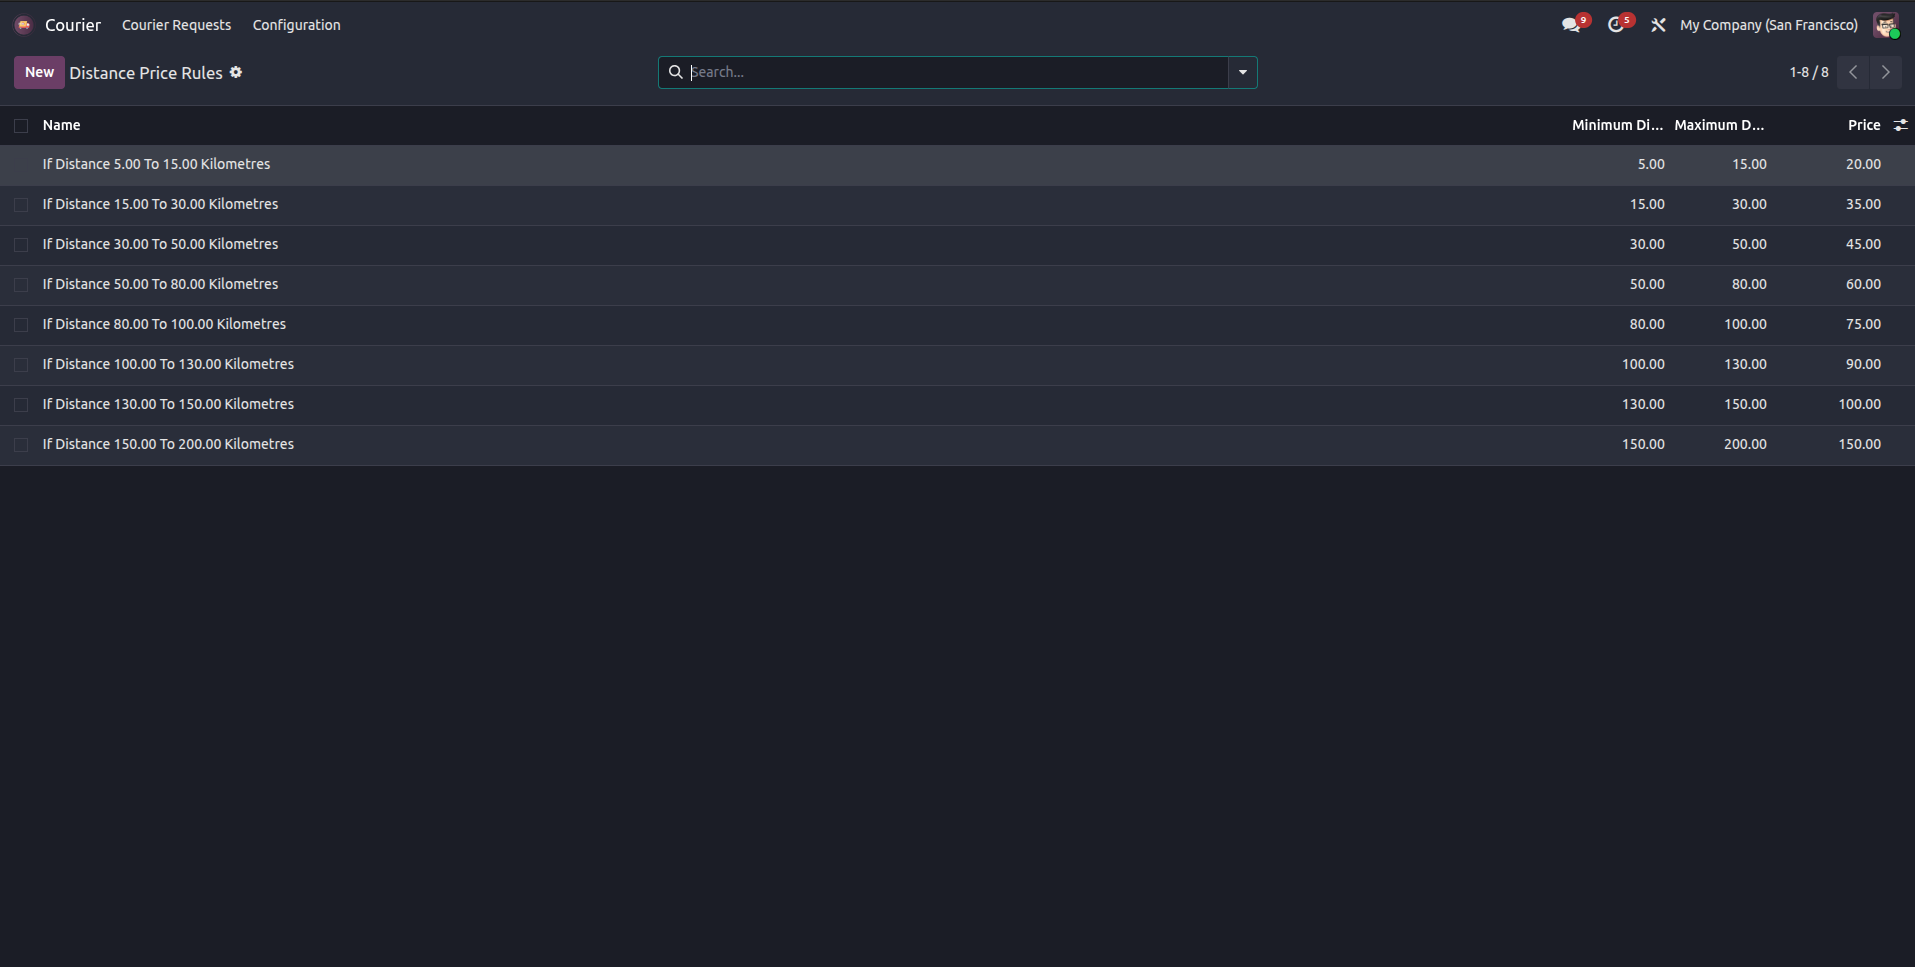 Courier Courier Requests Configuration 9 5 My Company (San Francisco)
New Distance Price Rules Search... 1-8 / 8
Name Minimum Di... Maximum D... Price
If Distance 5.00 To 15.00 Kilometres 5.00 15.00 20.00
If Distance 15.00 To 30.00 Kilometres 15.00 30.00 35.00
If Distance 30.00 To 50.00 Kilometres 30.00 50.00 45.00
If Distance 50.00 To 80.00 Kilometres 50.00 80.00 60.00
If Distance 80.00 To 100.00 Kilometres 80.00 100.00 75.00
If Distance 100.00 To 130.00 Kilometres 100.00 130.00 90.00
If Distance 130.00 To 150.00 Kilometres 130.00 150.00 100.00
If Distance 150.00 To 200.00 Kilometres 150.00 200.00 150.00